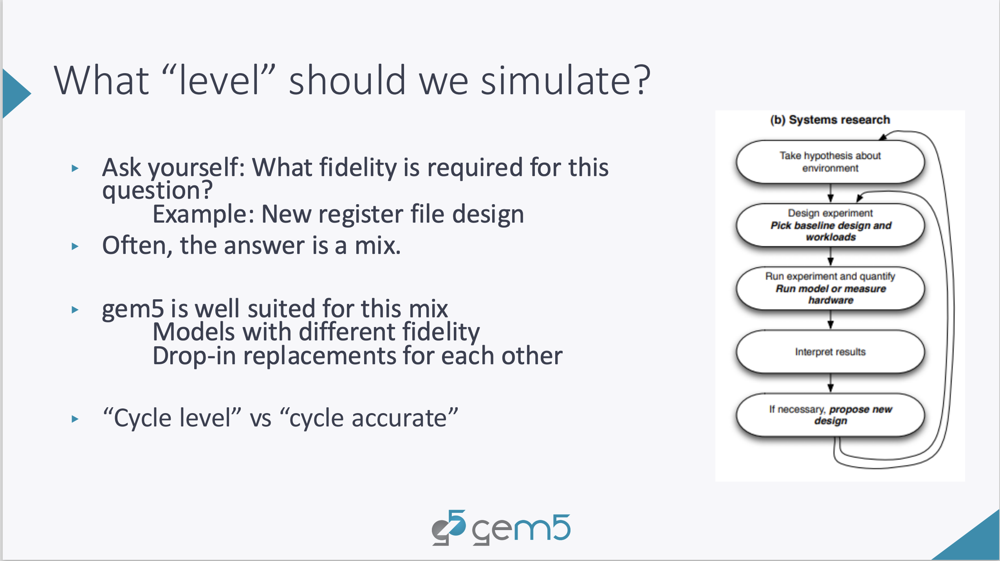 What “level” should we simulate?
Ask yourself: What fidelity is required for this
question?
Example: New register file design
Often, the answer is a mix.
gem5 is well suited for this mix
Models with different fidelity
Drop-in replacements for each other
“Cycle level” vs “cycle accurate”
(b) Systems research
Take hypothesis about
environment
Design experiment
Pick baseline design and
workloads
Run experiment and quantify
Run model or measure
hardware
Interpret results
If necessary, propose new
design
gem5